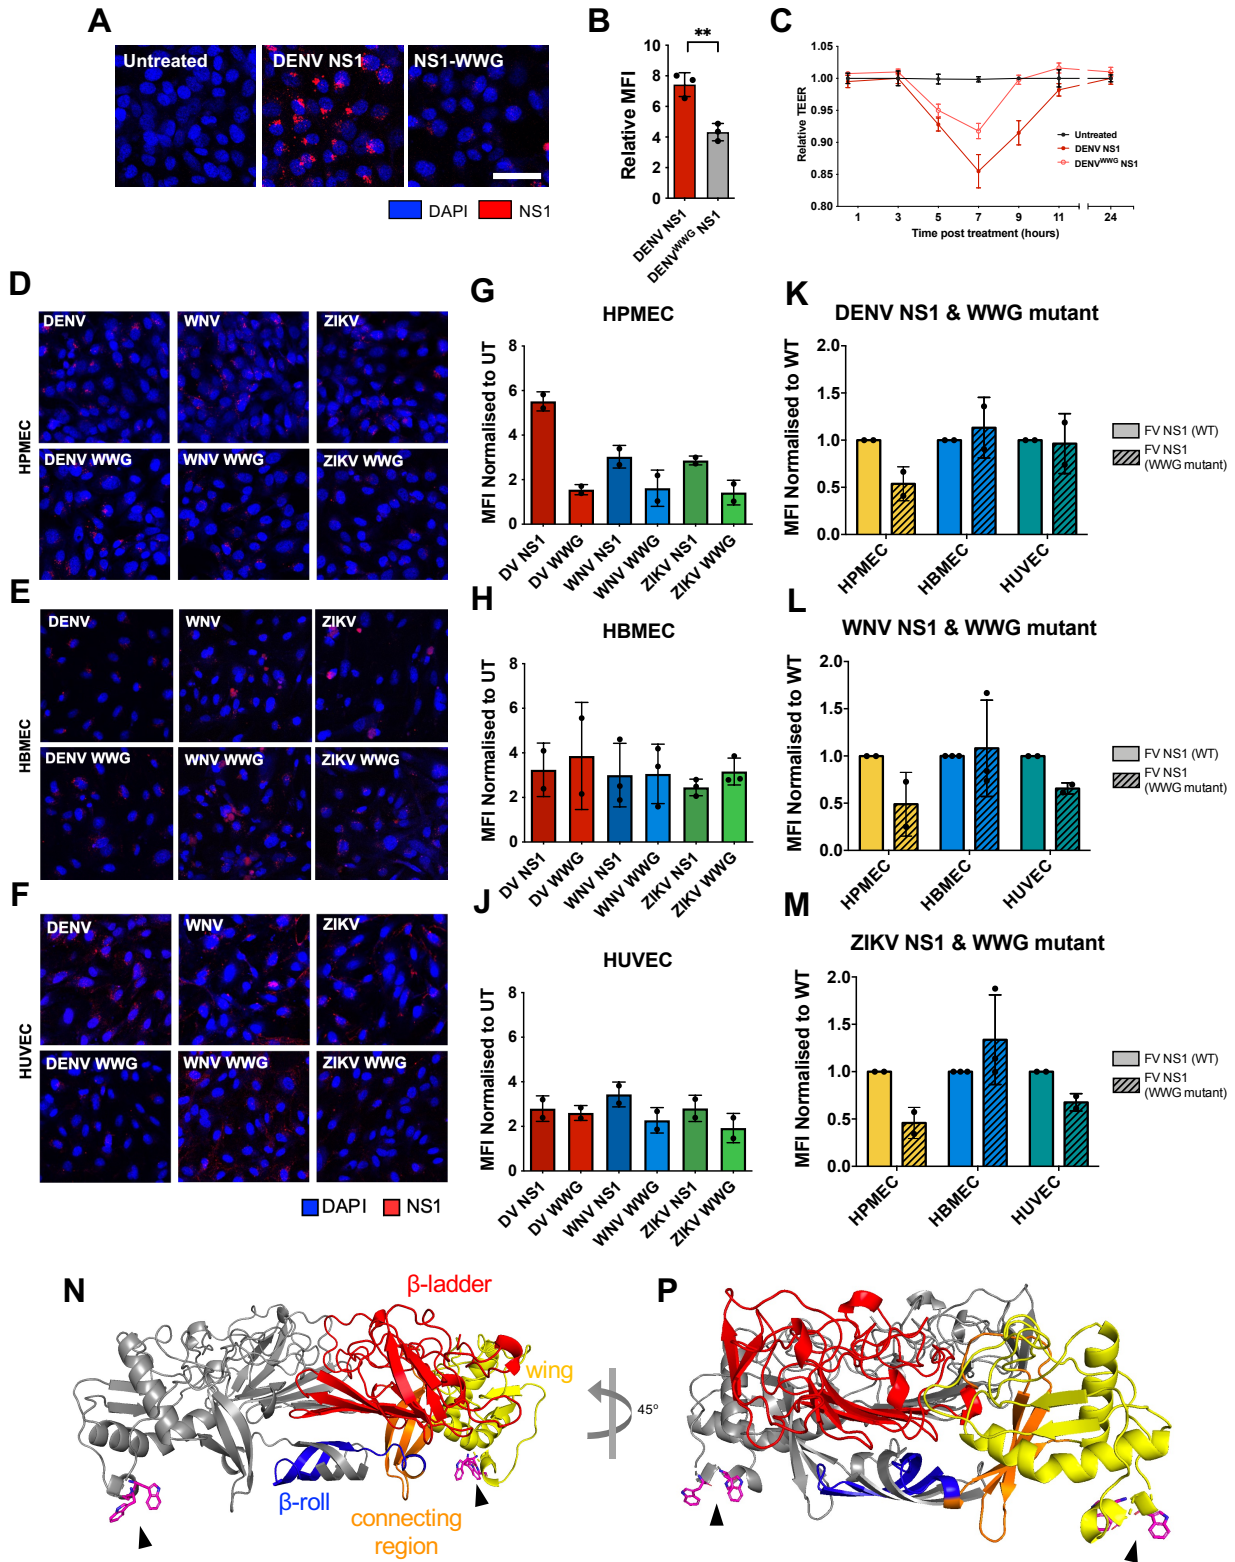 A
Untreated
DENV NS1
NS1-WWG
DAPI
NS1
B
**
Relative MFI
10
8
6
4
2
0
DENV NS1
DENVWWG NS1
C
Relative TEER
1.05
1.00
0.95
0.90
0.85
0.80
Untreated
DENV NS1
DENVWWG NS1
1
3
5
7
9
11
24
Time post treatment (hours)
D
HPMEC
DENV
WNV
ZIKV
DENV WWG
WNV WWG
ZIKV WWG
E
HBMEC
DENV
WNV
ZIKV
DENV WWG
WNV WWG
ZIKV WWG
F
HUVEC
DENV
WNV
ZIKV
DENV WWG
WNV WWG
ZIKV WWG
DAPI
NS1
G
HPMEC
MFI Normalised to UT
8
6
4
2
0
DV NS1
DV WWG
WNV NS1
WNV WWG
ZIKV NS1
ZIKV WWG
H
HBMEC
MFI Normalised to UT
8
6
4
2
0
DV NS1
DV WWG
WNV NS1
WNV WWG
ZIKV NS1
ZIKV WWG
J
HUVEC
MFI Normalised to UT
8
6
4
2
0
DV NS1
DV WWG
WNV NS1
WNV WWG
ZIKV NS1
ZIKV WWG
K
DENV NS1 & WWG mutant
MFI Normalised to WT
2.0
1.5
1.0
0.5
0.0
HPMEC
HBMEC
HUVEC
FV NS1 (WT)
FV NS1
(WWG mutant)
L
WNV NS1 & WWG mutant
MFI Normalised to WT
2.0
1.5
1.0
0.5
0.0
HPMEC
HBMEC
HUVEC
FV NS1 (WT)
FV NS1
(WWG mutant)
M
ZIKV NS1 & WWG mutant
MFI Normalised to WT
2.0
1.5
1.0
0.5
0.0
HPMEC
HBMEC
HUVEC
FV NS1 (WT)
FV NS1
(WWG mutant)
N
β-ladder
wing
β-roll
connecting
region
45°
P